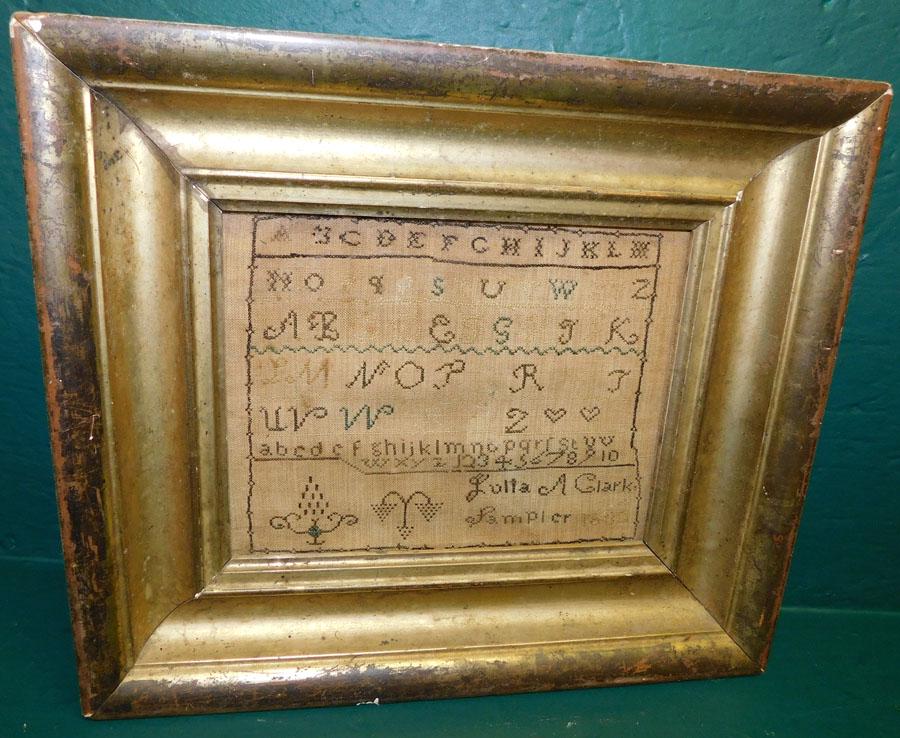 A B C D E F G H I J K L M
N O q S U W Z
A B E G J K
L M N O P R T
U V W Z
a b c d e f g h i j k l m n o p q r s t u v
w x y z 1 2 3 4 5 6 7 8 9 10
Julia A Clark
Sampler